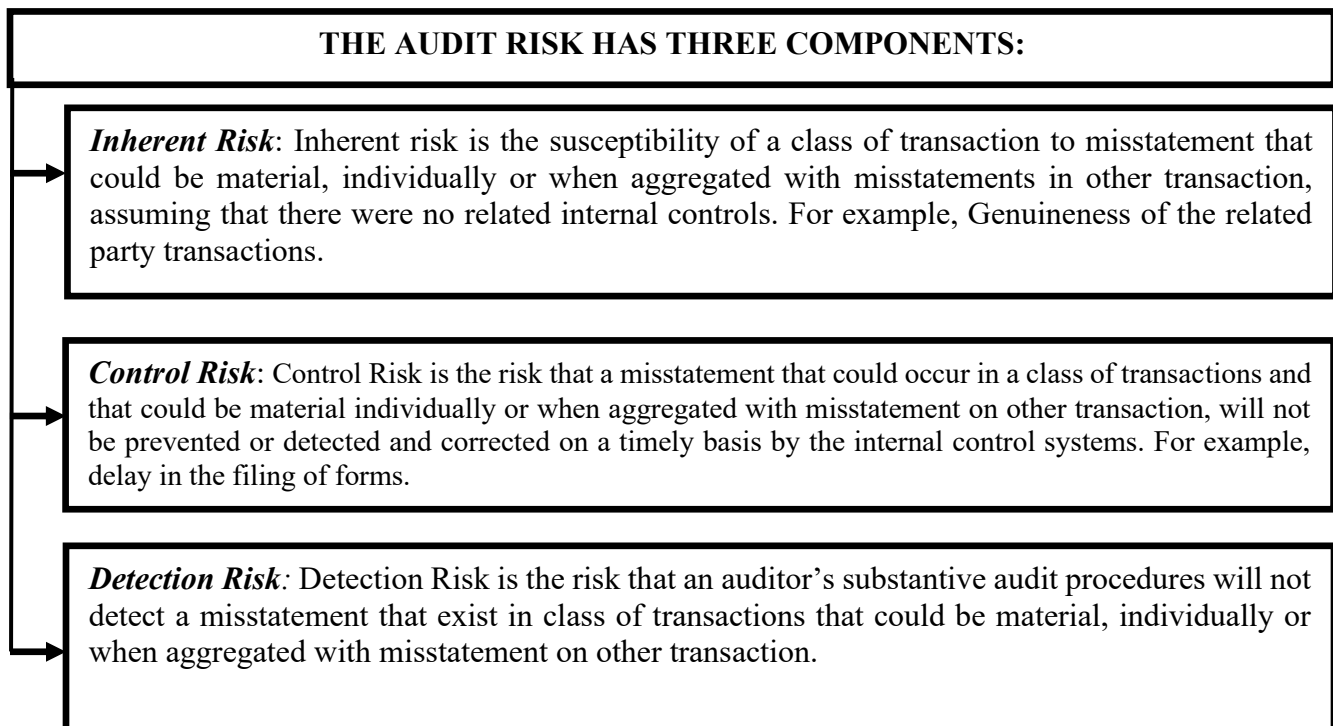 THE AUDIT RISK HAS THREE COMPONENTS:
Inherent Risk: Inherent risk is the susceptibility of a class of transaction to misstatement that
could be material, individually or when aggregated with misstatements in other transaction,
assuming that there were no related internal controls. For example, Genuineness of the related
party transactions.
Control Risk: Control Risk is the risk that a misstatement that could occur in a class of transactions and
that could be material individually or when aggregated with misstatement on other transaction, will not
be prevented or detected and corrected on a timely basis by the internal control systems. For example,
delay in the filing of forms.
Detection Risk: Detection Risk is the risk that an auditor’s substantive audit procedures will not
detect a misstatement that exist in class of transactions that could be material, individually or
when aggregated with misstatement on other transaction.